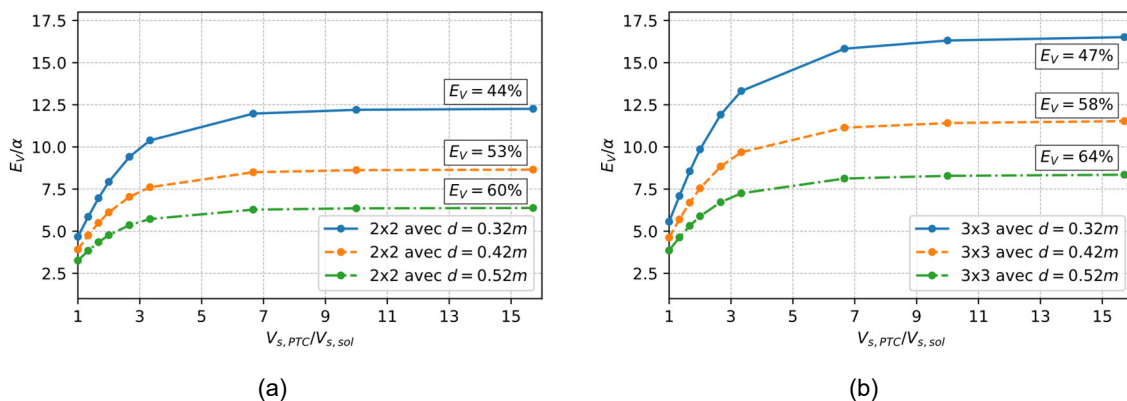 17.5
15.0
12.5
10.0
7.5
5.0
2.5
E_V/α
1 3 5 7 9 11 13 15
V_{s,PTC}/V_{s,sol}
E_V = 44%
E_V = 53%
E_V = 60%
2x2 avec d = 0.32m
2x2 avec d = 0.42m
2x2 avec d = 0.52m
(a)
17.5
15.0
12.5
10.0
7.5
5.0
2.5
E_V/α
1 3 5 7 9 11 13 15
V_{s,PTC}/V_{s,sol}
E_V = 47%
E_V = 58%
E_V = 64%
3x3 avec d = 0.32m
3x3 avec d = 0.42m
3x3 avec d = 0.52m
(b)